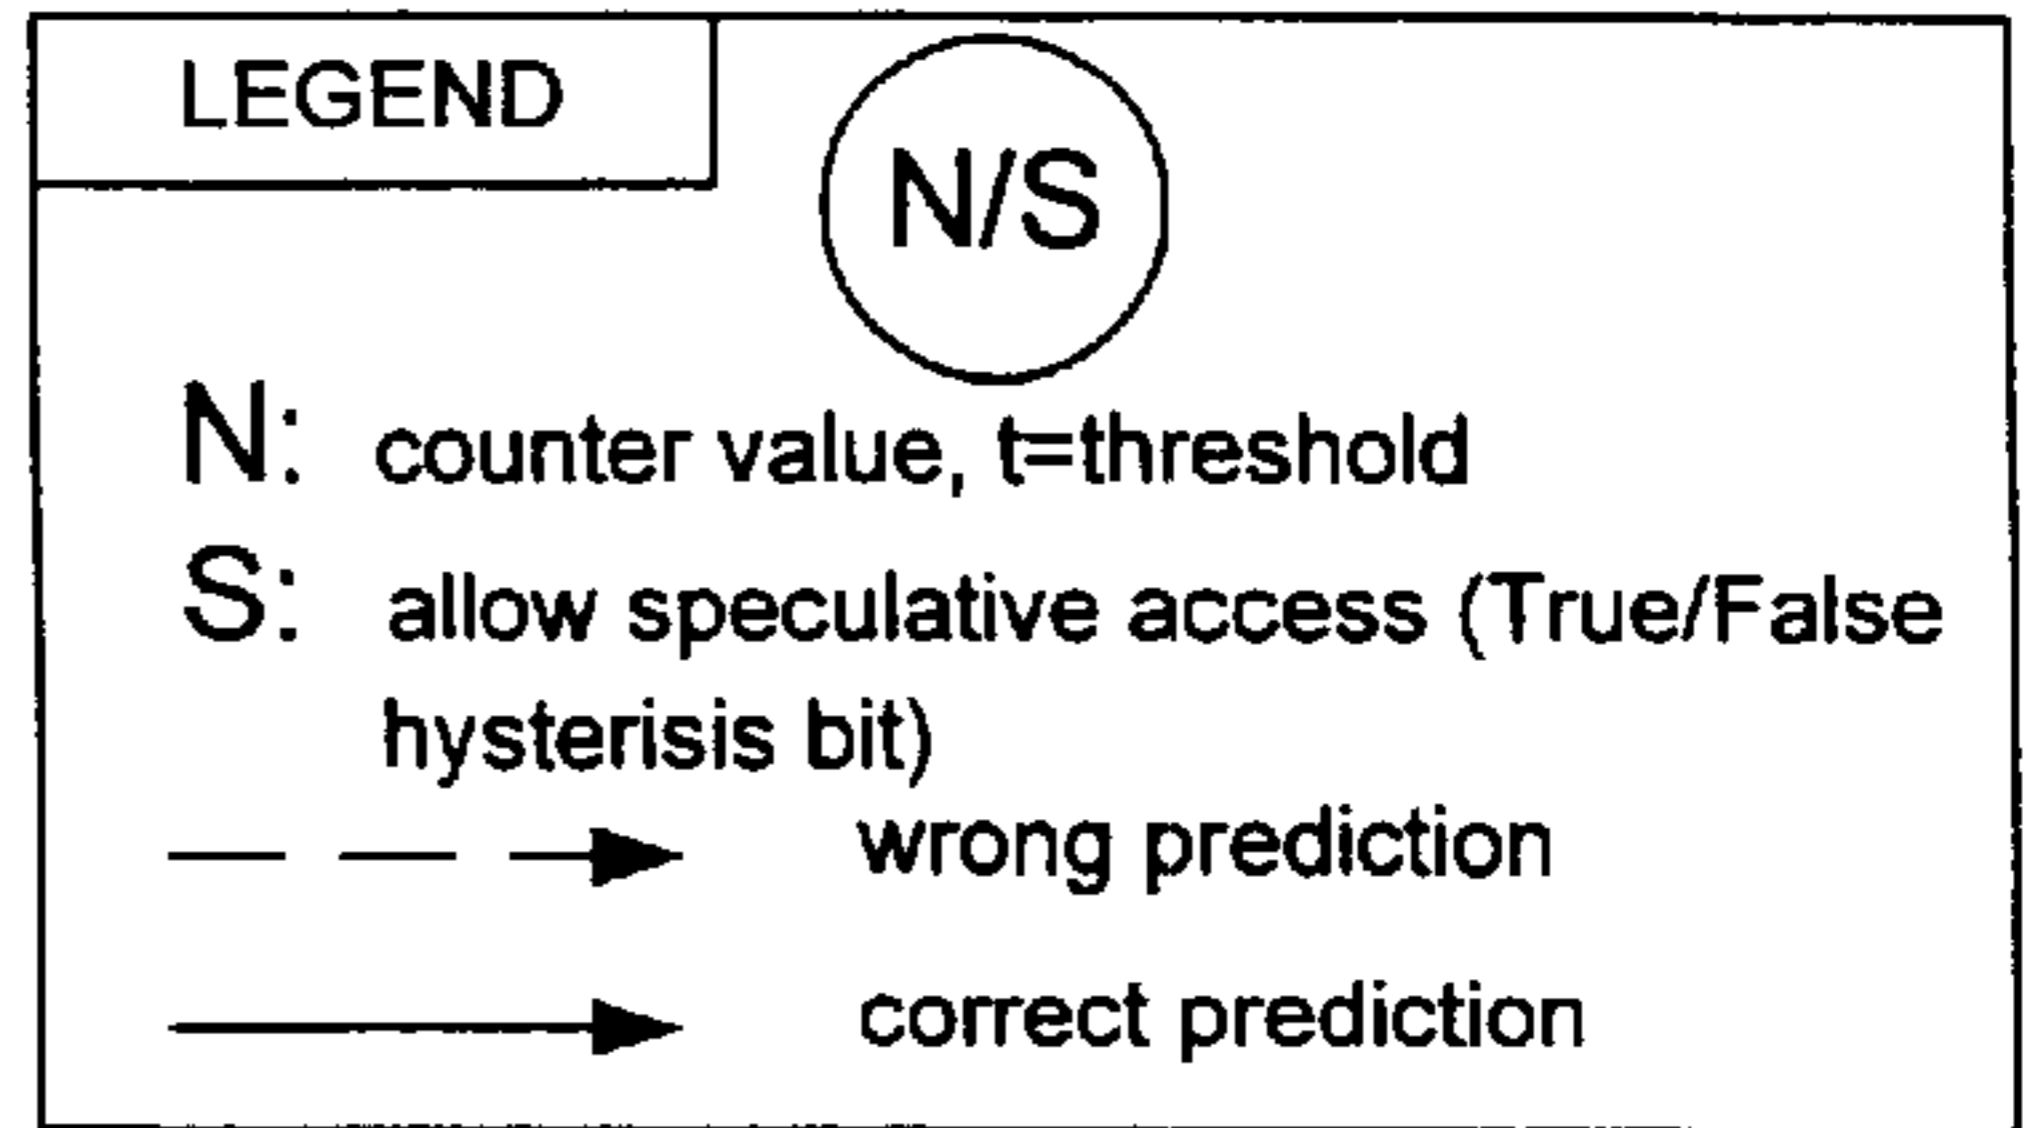 LEGEND
N/S
N: counter value, t=threshold
S: allow speculative access (True/False
hysterisis bit)
wrong prediction
correct prediction